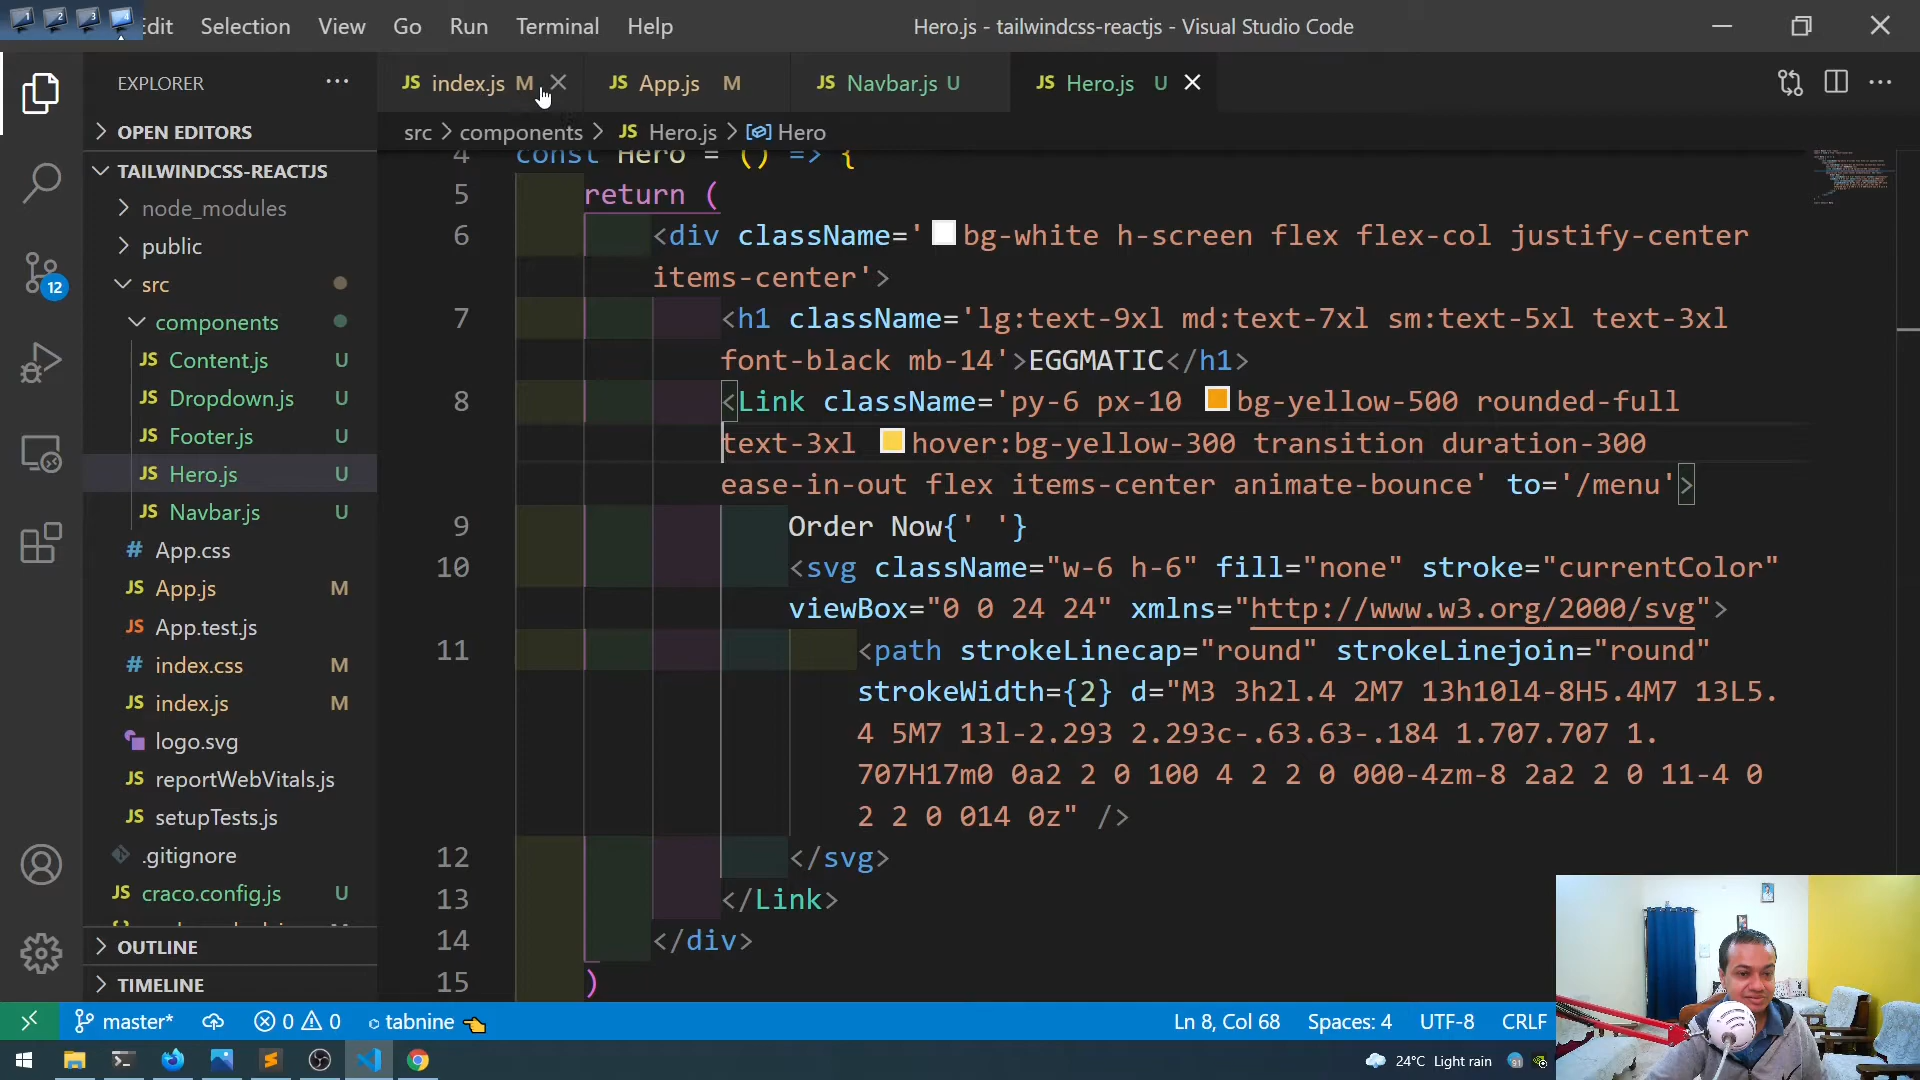 1 2 3 4
Edit Selection View Go Run Terminal Help
Hero.js - tailwindcss-reactjs - Visual Studio Code
EXPLORER
JS index.js M
JS App.js M
JS Navbar.js U
JS Hero.js U
OPEN EDITORS
src > components > JS Hero.js > Hero
TAILWINDCSS-REACTJS
node_modules
public
src
components
JS Content.js U
JS Dropdown.js U
JS Footer.js U
JS Hero.js U
JS Navbar.js U
# App.css
JS App.js M
JS App.test.js
# index.css M
JS index.js M
logo.svg
JS reportWebVitals.js
JS setupTests.js
.gitignore
JS craco.config.js U
OUTLINE
TIMELINE
12
4 const Hero = () => {
5 return (
6 <div className='bg-white h-screen flex flex-col justify-center
items-center'>
7 <h1 className='lg:text-9xl md:text-7xl sm:text-5xl text-3xl
font-black mb-14'>EGGMATIC</h1>
8 <Link className='py-6 px-10 bg-yellow-500 rounded-full
text-3xl hover:bg-yellow-300 transition duration-300
ease-in-out flex items-center animate-bounce' to='/menu'>
9 Order Now{' '}
10 <svg className="w-6 h-6" fill="none" stroke="currentColor"
viewBox="0 0 24 24" xmlns="http://www.w3.org/2000/svg">
11 <path strokeLinecap="round" strokeLinejoin="round"
strokeWidth={2} d="M3 3h2l.4 2M7 13h10l4-8H5.4M7 13L5.
4 5M7 13l-2.293 2.293c-.63.63-.184 1.707.707 1.
707H17m0 0a2 2 0 100 4 2 2 0 000-4zm-8 2a2 2 0 11-4 0
2 2 0 014 0z" />
12 </svg>
13 </Link>
14 </div>
15 )
master* 0 0 tabnine
Ln 8, Col 68 Spaces: 4 UTF-8 CRLF
24°C Light rain 91